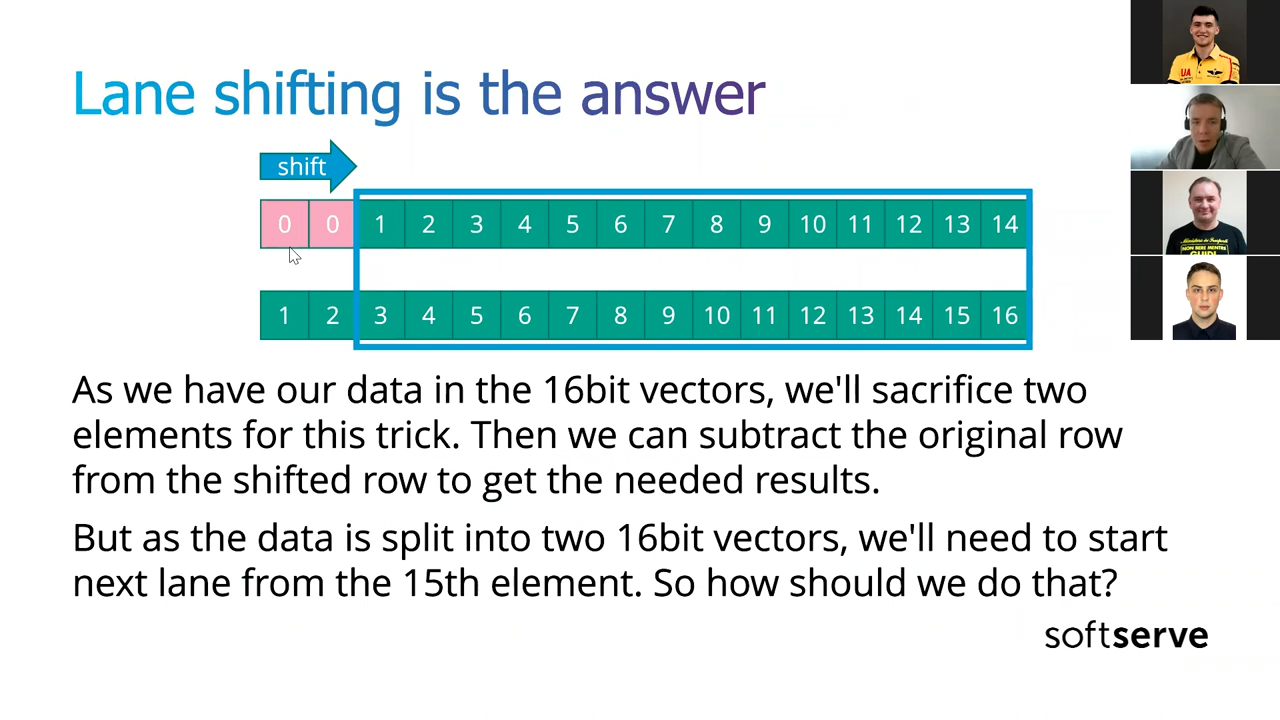 Lane shifting is the answer
shift
0 0 1 2 3 4 5 6 7 8 9 10 11 12 13 14
1 2 3 4 5 6 7 8 9 10 11 12 13 14 15 16
As we have our data in the 16bit vectors, we'll sacrifice two
elements for this trick. Then we can subtract the original row
from the shifted row to get the needed results.
But as the data is split into two 16bit vectors, we'll need to start
next lane from the 15th element. So how should we do that?
softserve
UA
NON BERE MENTRE
GUIDI